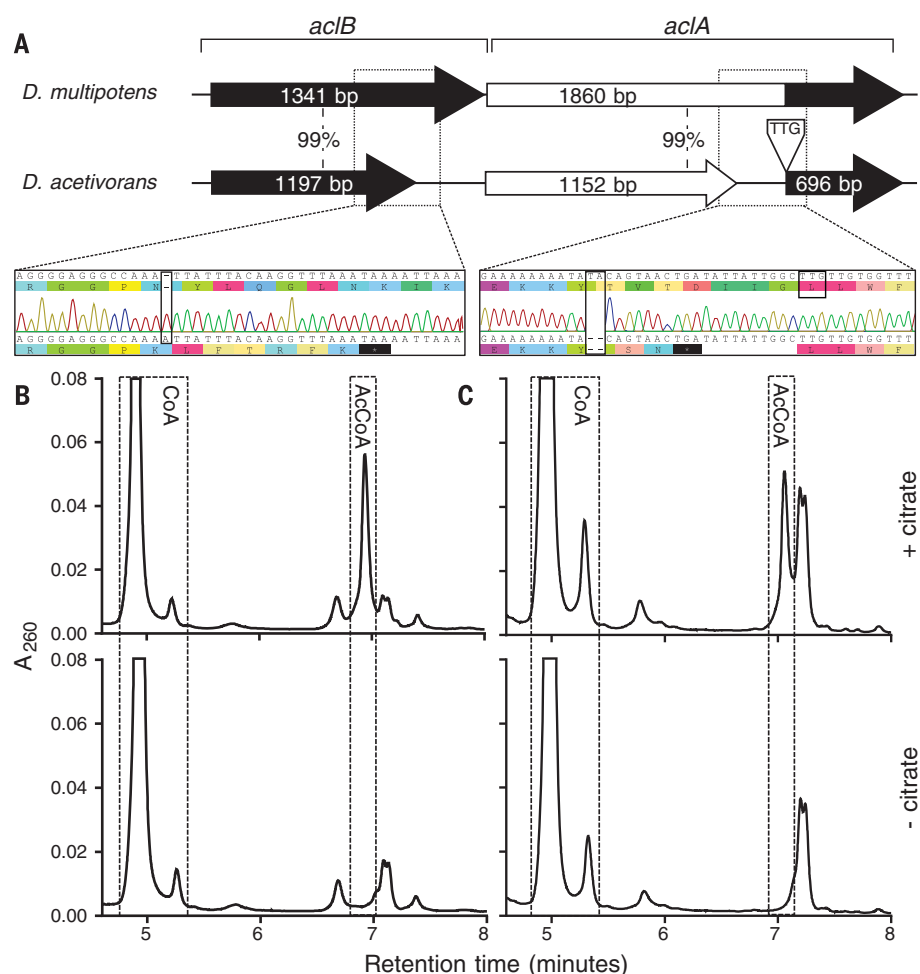 A
aclB
aclA
D. multipotens
1341 bp
1860 bp
99%
99%
TTG
D. acetivorans
1197 bp
1152 bp
696 bp
AGGGGAGGGCCAAA-TTATTTACAAGGTTTAAATAAAATTAAA
R G G P N Y L Q G L N K I K
AGGGGAGGGCCAAAATTATTTACAAGGTTTAAATAAAATTAAA
R G G P K L F T R F K *
GAAAAAAAATATACAGTAACTGATATTATTGGCTTGTTGTGGTTT
E K K Y T V T D I I G L L W F
GAAAAAAAATA--CAGTAACTGATATTATTGGCTTGTTGTGGTTT
E K K Y S N * L L W F
B
CoA
AcCoA
0.08
0.06
0.04
0.02
0.00
C
CoA
AcCoA
+ citrate
A260
0.08
0.06
0.04
0.02
0.00
- citrate
5 6 7 8
5 6 7 8
Retention time (minutes)